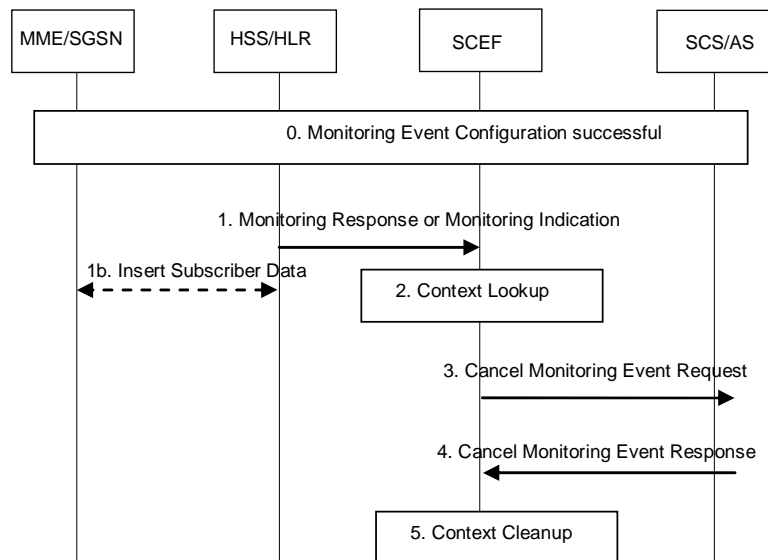 MME/SGSN
HSS/HLR
SCEF
SCS/AS
0. Monitoring Event Configuration successful
1. Monitoring Response or Monitoring Indication
1b. Insert Subscriber Data
2. Context Lookup
3. Cancel Monitoring Event Request
4. Cancel Monitoring Event Response
5. Context Cleanup